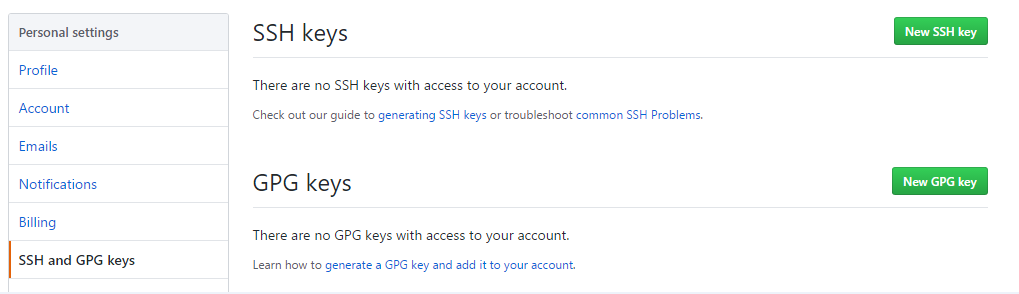 Personal settings
Profile
Account
Emails
Notifications
Billing
SSH and GPG keys
SSH keys
New SSH key
There are no SSH keys with access to your account.
Check out our guide to generating SSH keys or troubleshoot common SSH Problems.
GPG keys
New GPG key
There are no GPG keys with access to your account.
Learn how to generate a GPG key and add it to your account.